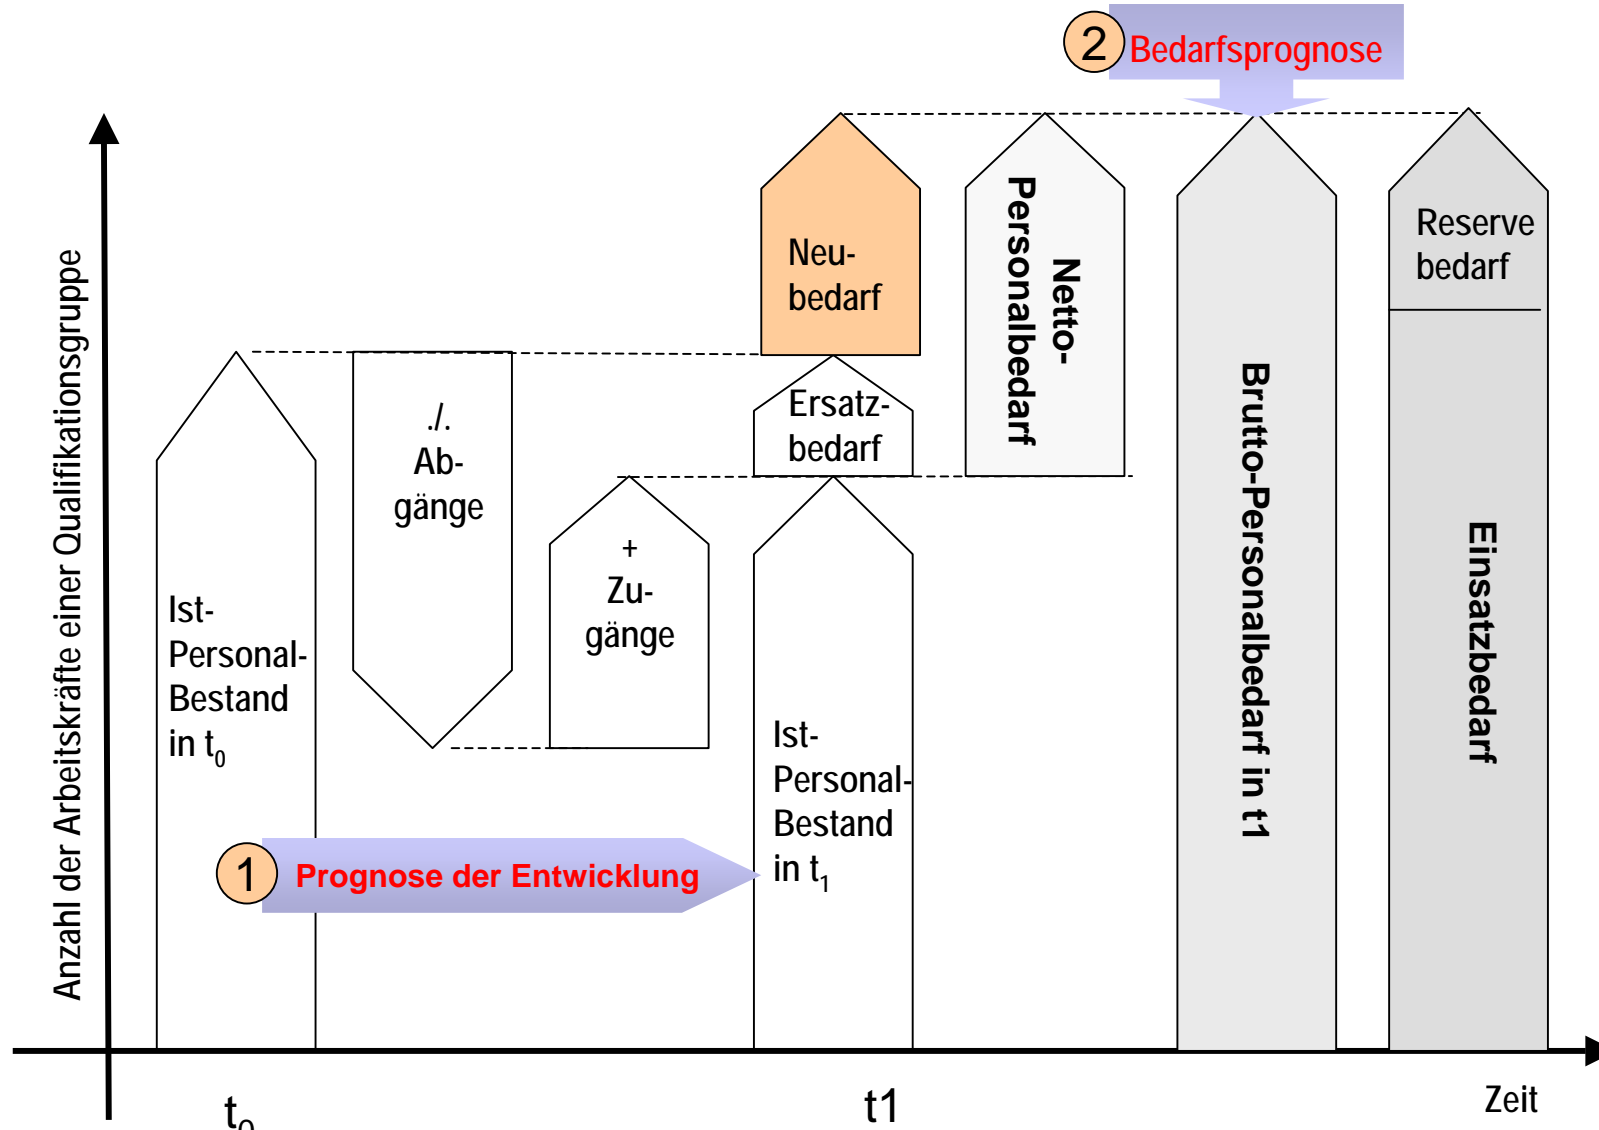 2 Bedarfsprognose
Anzahl der Arbeitskräfte einer Qualifikationsgruppe
Ist-
Personal-
Bestand
in t0
./.
Ab-
gänge
+
Zu-
gänge
Neu-
bedarf
Ersatz-
bedarf
Ist-
Personal-
Bestand
in t1
Netto-
Personalbedarf
Brutto-Personalbedarf in t1
Reserve
bedarf
Einsatzbedarf
1 Prognose der Entwicklung
t0
t1
Zeit